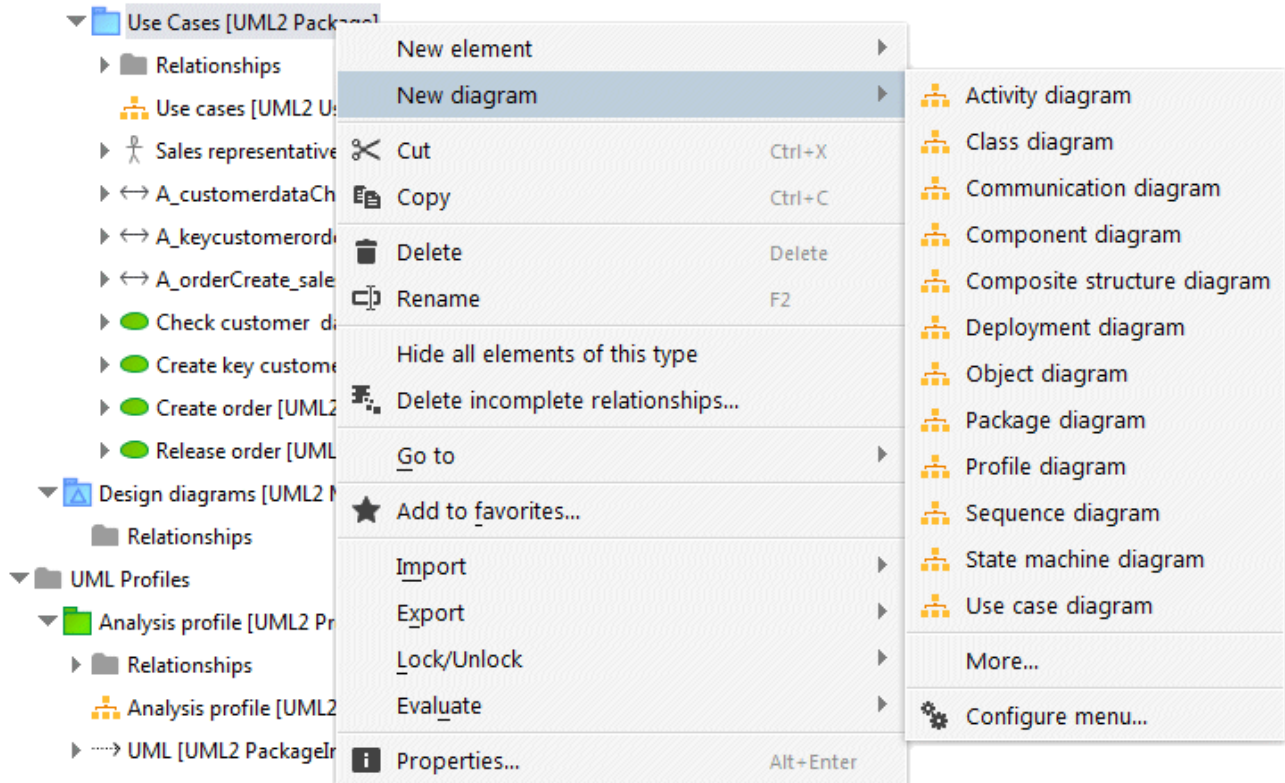 Use Cases [UML2 Package]
Relationships
Use cases [UML2 Us
Sales representative
A_customerdataCh
A_keycustomerord
A_orderCreate_sale
Check customer da
Create key custome
Create order [UML2
Release order [UML
Design diagrams [UML2 M
Relationships
UML Profiles
Analysis profile [UML2 Pr
Relationships
Analysis profile [UML2
UML [UML2 PackageIr
New element
New diagram
Cut Ctrl+X
Copy Ctrl+C
Delete Delete
Rename F2
Hide all elements of this type
Delete incomplete relationships...
Go to
Add to favorites...
Import
Export
Lock/Unlock
Evaluate
Properties... Alt+Enter
Activity diagram
Class diagram
Communication diagram
Component diagram
Composite structure diagram
Deployment diagram
Object diagram
Package diagram
Profile diagram
Sequence diagram
State machine diagram
Use case diagram
More...
Configure menu...